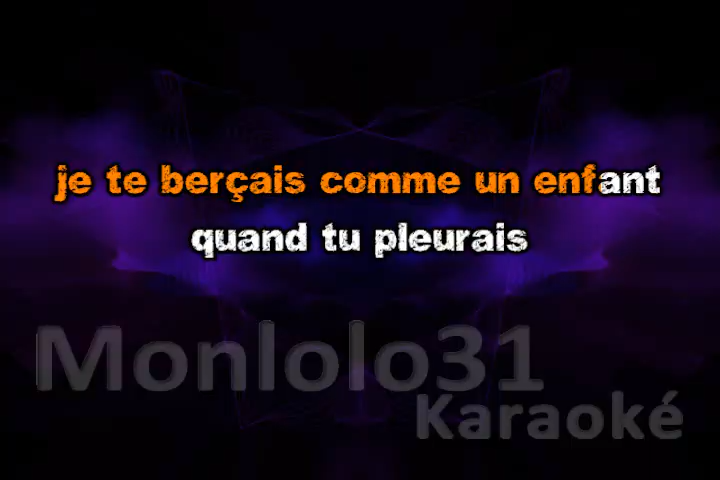 je te berçais comme un enfant
quand tu pleurais
Monlolo31
Karaoké